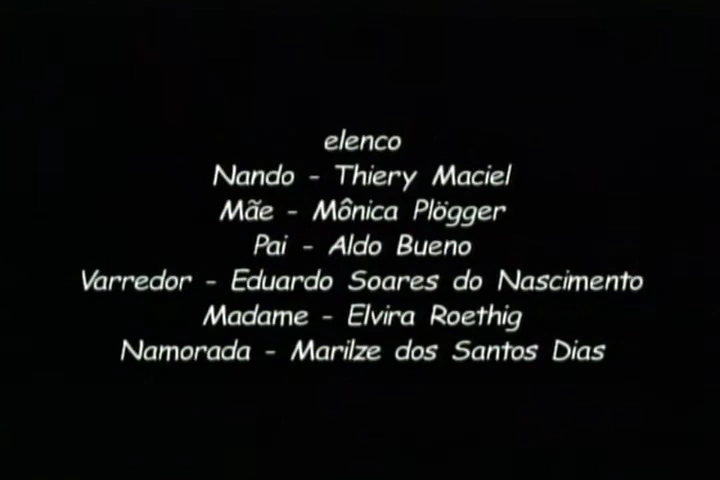 elenco
Nando - Thiery Maciel
Mãe - Mônica Plögger
Pai - Aldo Bueno
Varredor - Eduardo Soares do Nascimento
Madame - Elvira Roethig
Namorada - Marilze dos Santos Dias